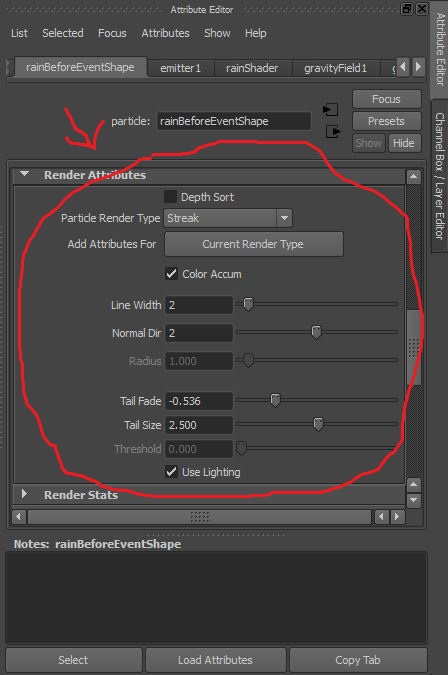 Attribute Editor
List Selected Focus Attributes Show Help
rainBeforeEventShape emitter1 rainShader gravityField1
particle: rainBeforeEventShape
Focus
Presets
Show Hide
Render Attributes
Depth Sort
Particle Render Type Streak
Add Attributes For Current Render Type
Color Accum
Line Width 2
Normal Dir 2
Radius 1.000
Tail Fade -0.536
Tail Size 2.500
Threshold 0.000
Use Lighting
Render Stats
Notes: rainBeforeEventShape
Select Load Attributes Copy Tab
Attribute Editor
Channel Box / Layer Editor